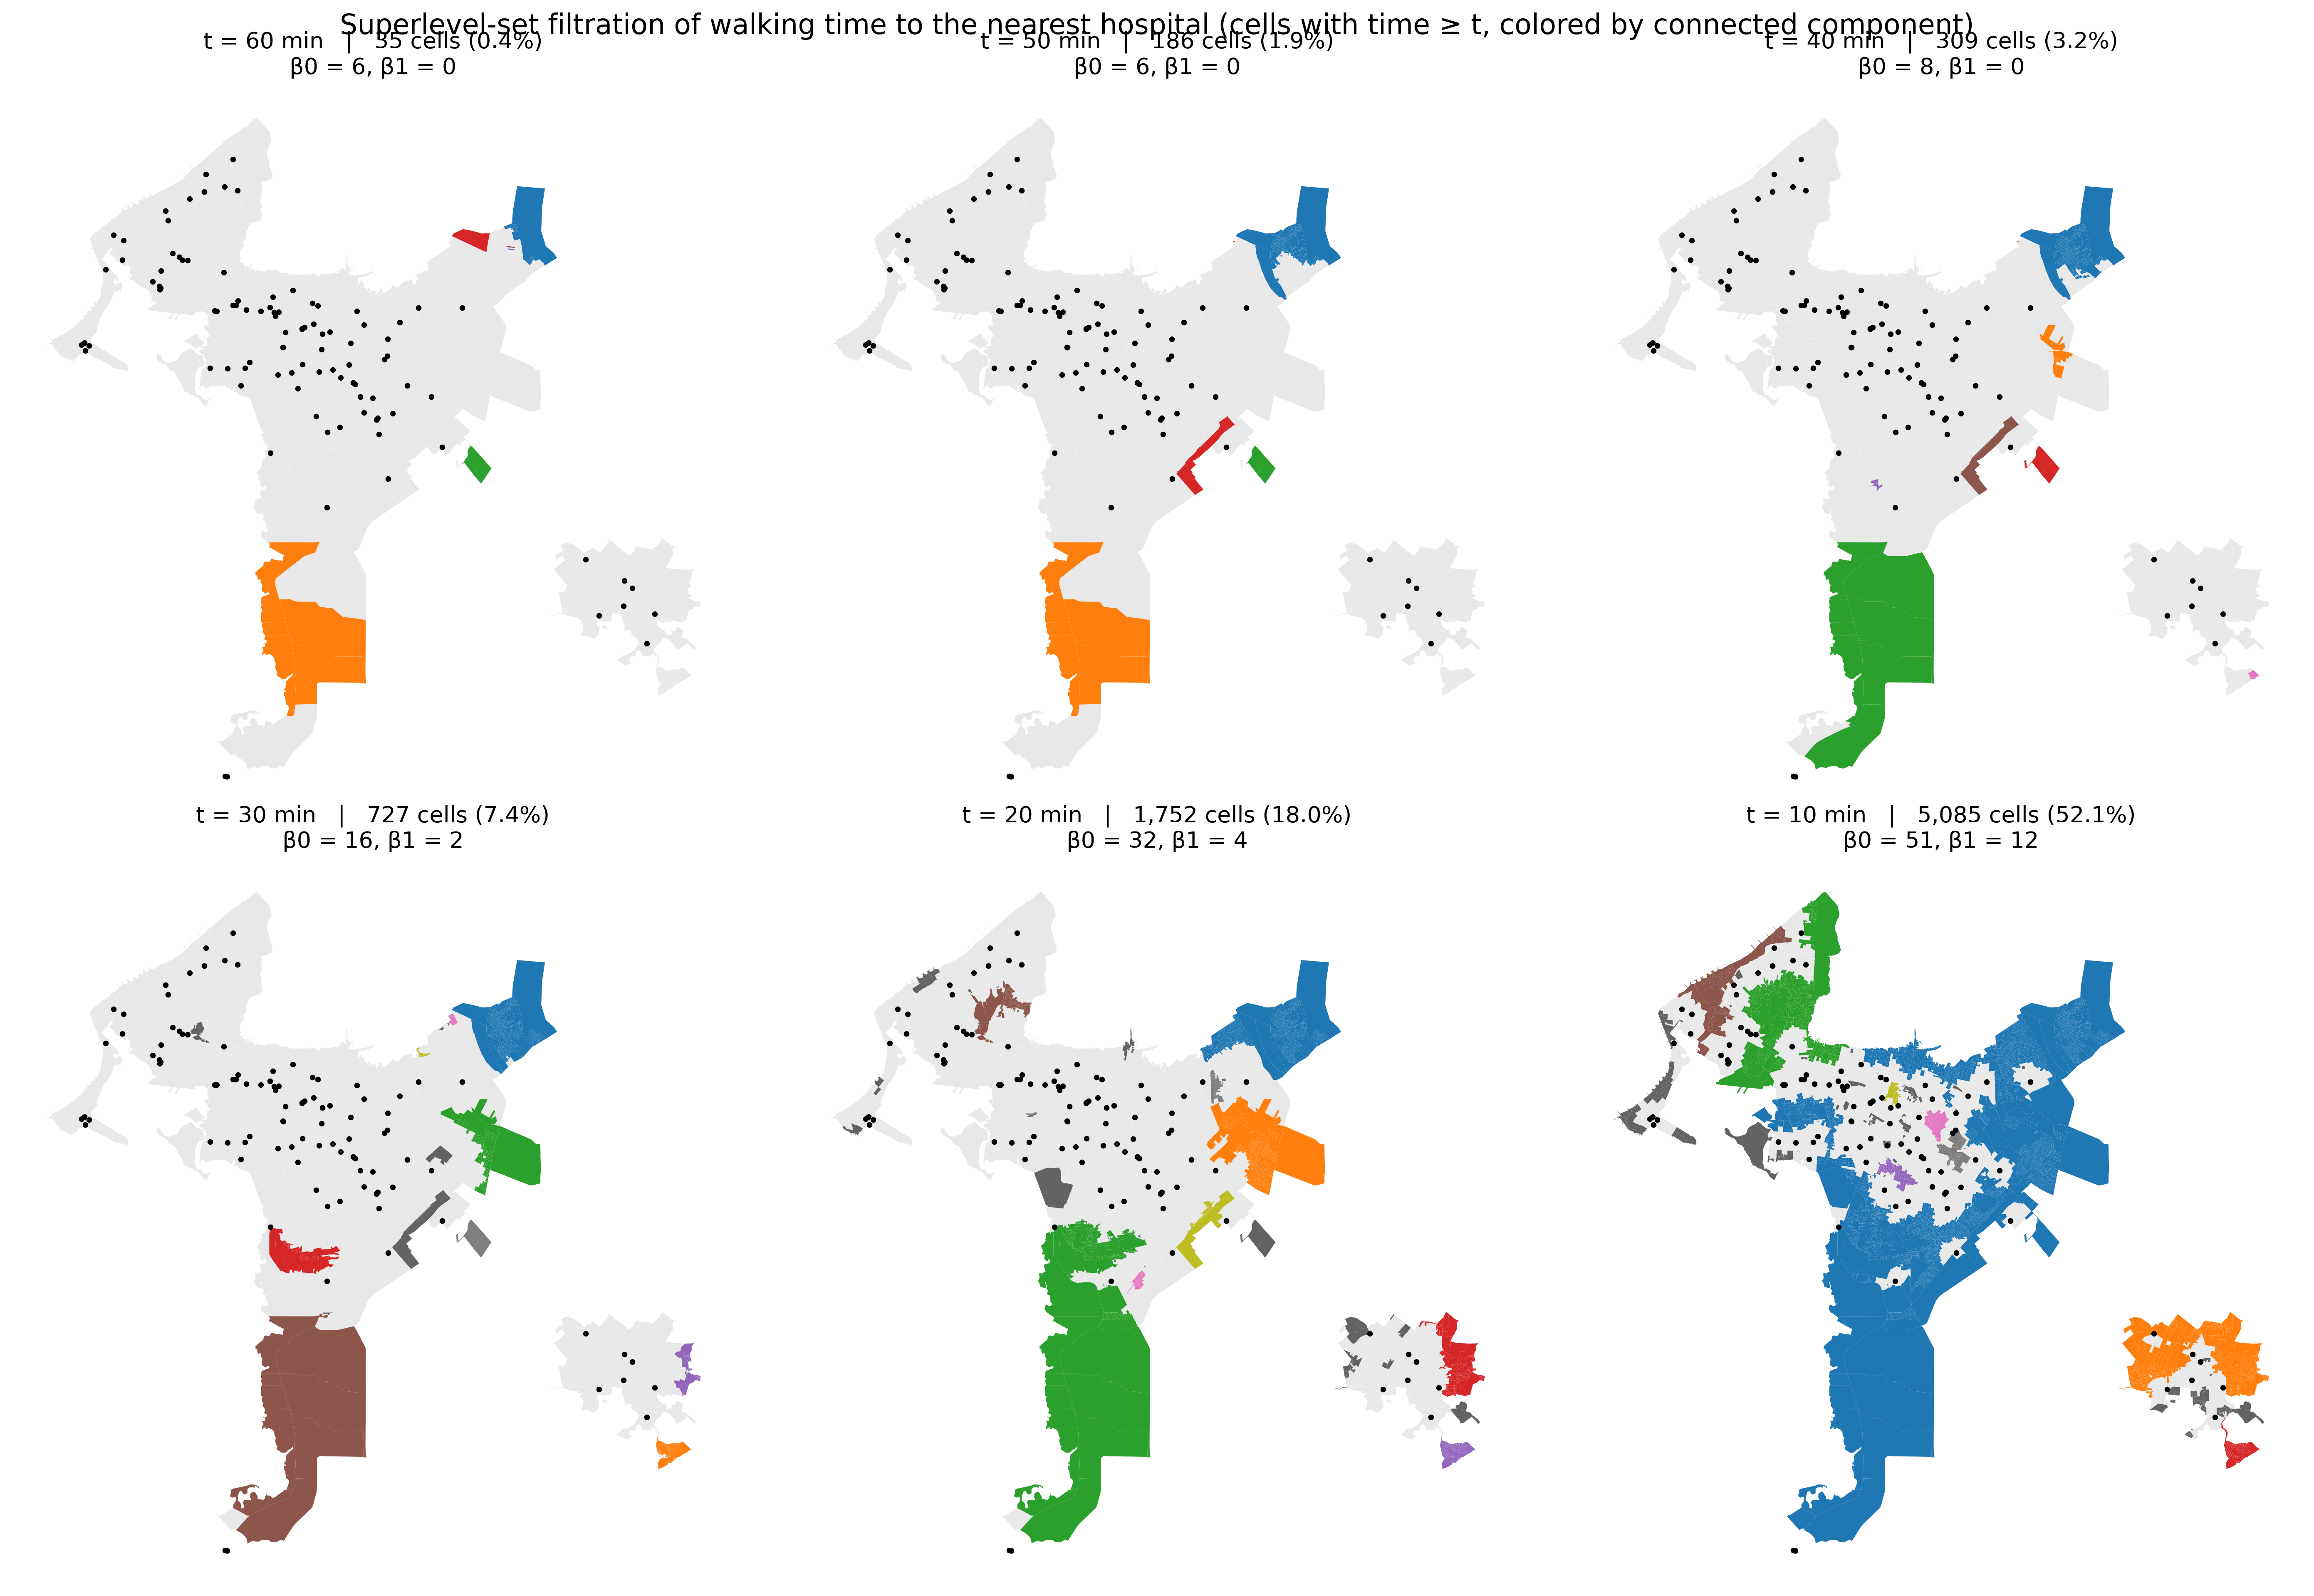 Superlevel-set filtration of walking time to the nearest hospital (cells with time ≥ t, colored by connected component)
t = 60 min | 35 cells (0.4%)
β0 = 6, β1 = 0
t = 50 min | 186 cells (1.9%)
β0 = 6, β1 = 0
t = 40 min | 309 cells (3.2%)
β0 = 8, β1 = 0
t = 30 min | 727 cells (7.4%)
β0 = 16, β1 = 2
t = 20 min | 1,752 cells (18.0%)
β0 = 32, β1 = 4
t = 10 min | 5,085 cells (52.1%)
β0 = 51, β1 = 12